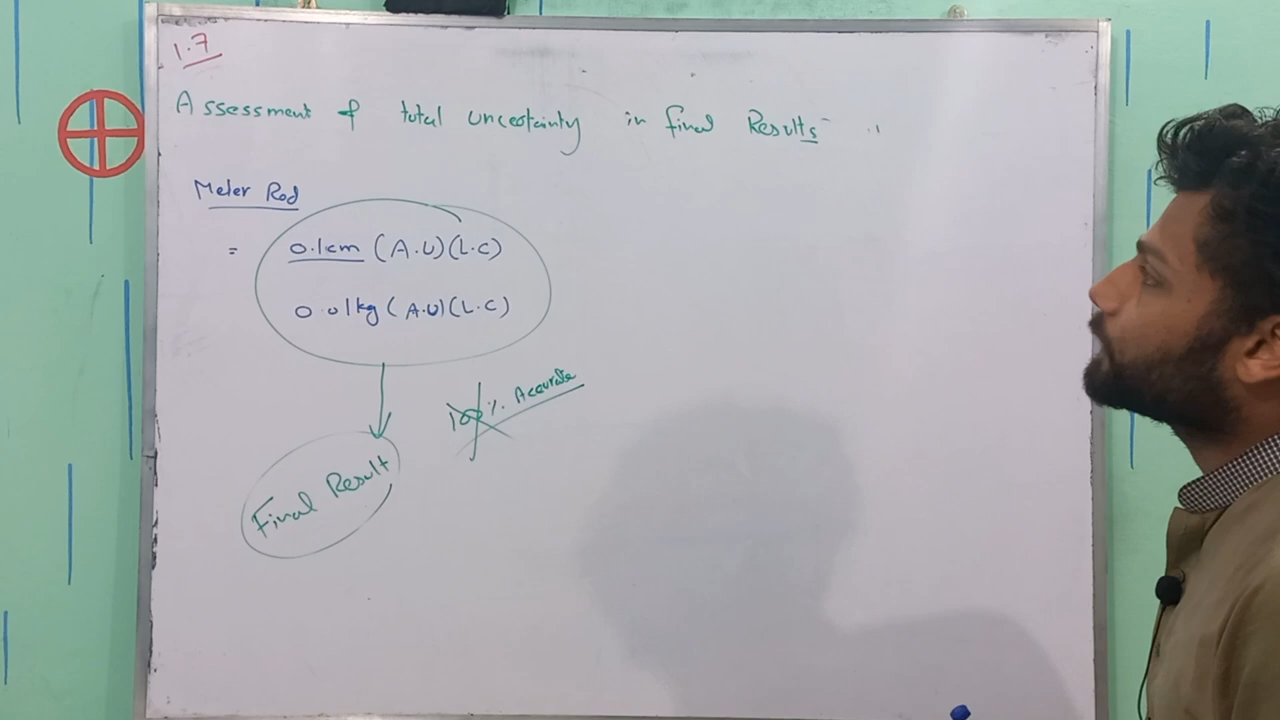 1.7
Assessment of total uncertainty in final Results
Meter Rod
= 0.1cm (A.U)(L.C)
0.01kg (A.U)(L.C)
100% Accurate
Final Result